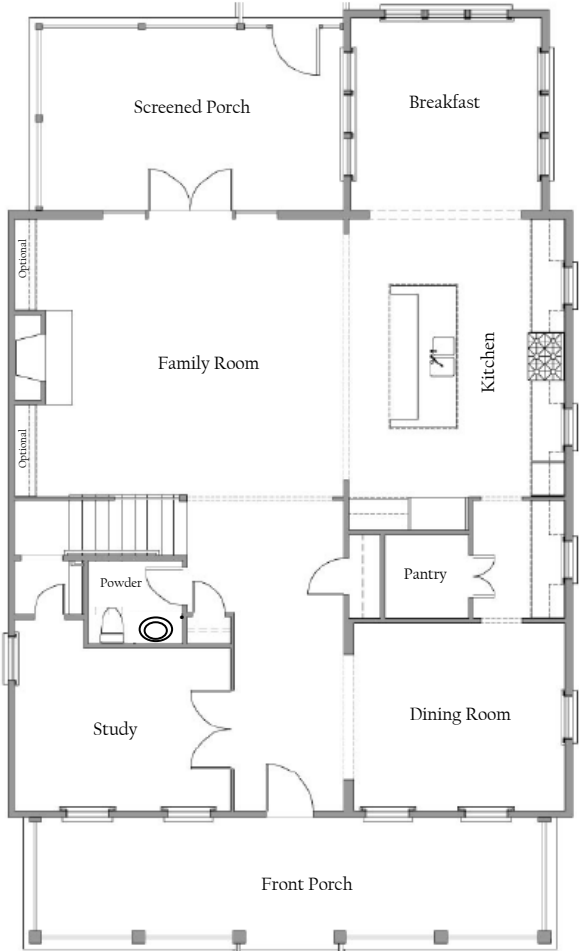 Screened Porch
Breakfast
Optional
Family Room
Kitchen
Optional
Powder
Pantry
Study
Dining Room
Front Porch